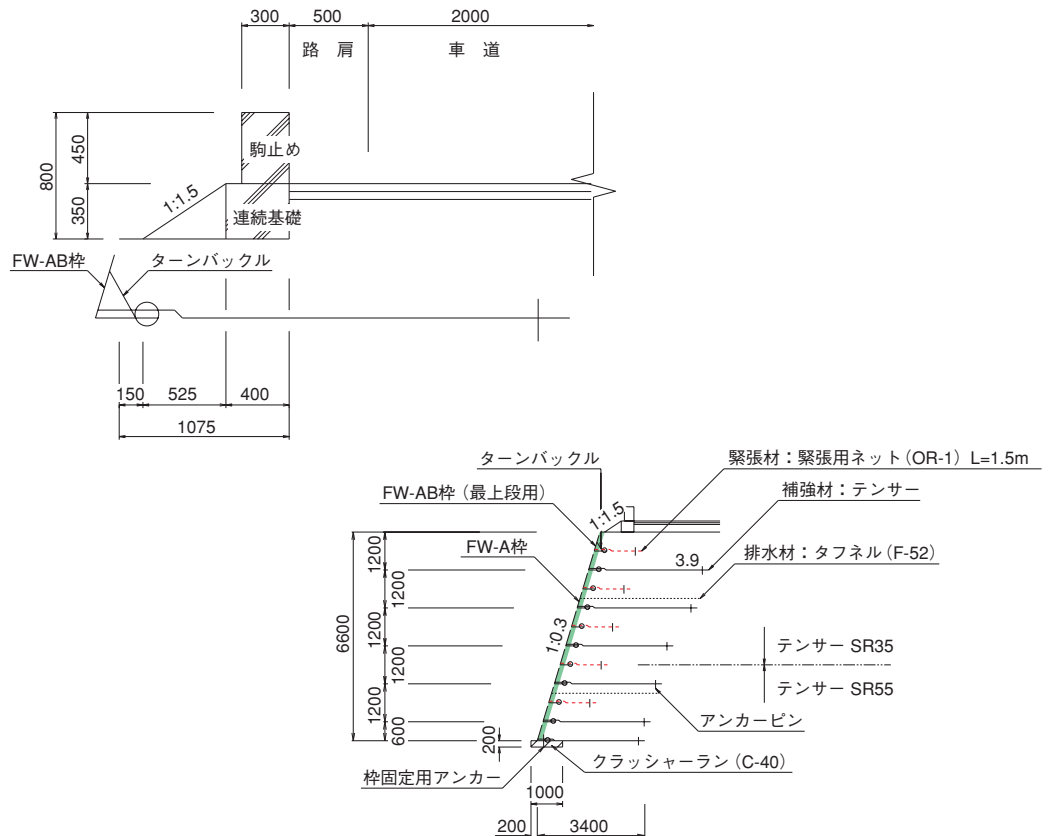 300 500 2000
路 肩 車 道
駒止め
450
800
350
1:1.5
連続基礎
FW-AB枠 ターンバックル
150 525 400
1075
ターンバックル
緊張材：緊張用ネット(OR-1) L=1.5m
FW-AB枠（最上段用）
補強材：テンサー
1:1.5
FW-A枠
3.9
排水材：タフネル(F-52)
1200
1200
1200
1200
1200
600
6600
200
1:0.3
テンサー SR35
テンサー SR55
アンカーピン
クラッシャーラン(C-40)
枠固定用アンカー
1000
200 3400